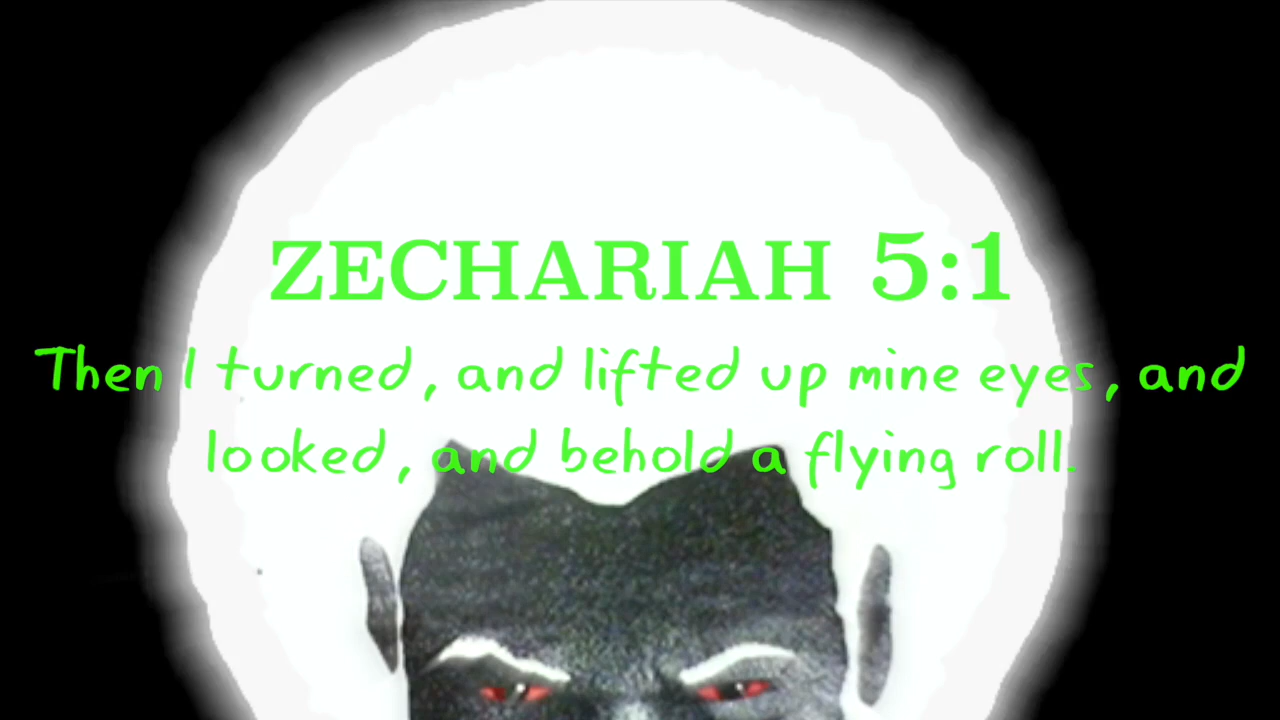 ZECHARIAH 5:1
Then I turned, and lifted up mine eyes, and
looked, and behold a flying roll.